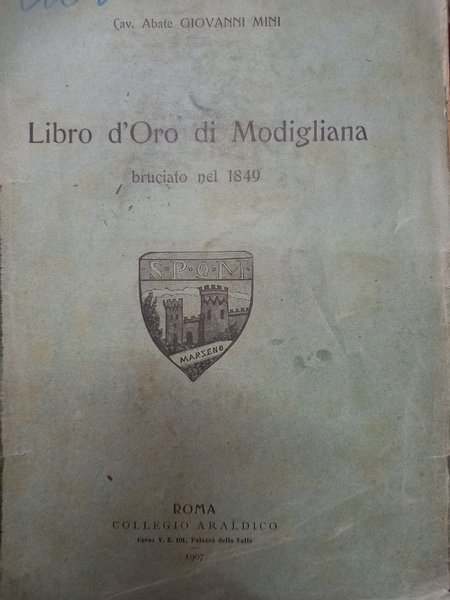 Cav. Abate GIOVANNI MINI
Libro d'Oro di Modigliana
bruciato nel 1849
S·P·Q·M·
MARZENO
ROMA
COLLEGIO ARALDICO
Corso V. E. 101, Palazzo della Valle
1907